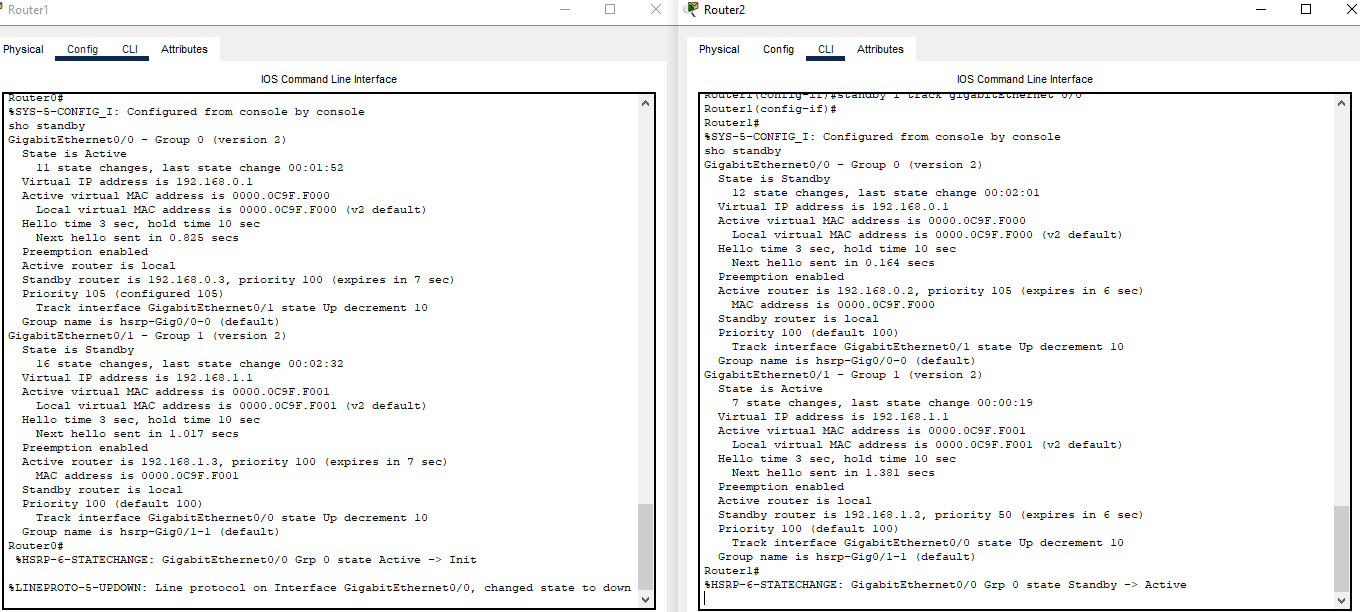 Router1
Physical Config CLI Attributes
IOS Command Line Interface
Router0#
%SYS-5-CONFIG_I: Configured from console by console
sho standby
GigabitEthernet0/0 - Group 0 (version 2)
State is Active
11 state changes, last state change 00:01:52
Virtual IP address is 192.168.0.1
Active virtual MAC address is 0000.0C9F.F000
Local virtual MAC address is 0000.0C9F.F000 (v2 default)
Hello time 3 sec, hold time 10 sec
Next hello sent in 0.825 secs
Preemption enabled
Active router is local
Standby router is 192.168.0.3, priority 100 (expires in 7 sec)
Priority 105 (configured 105)
Track interface GigabitEthernet0/1 state Up decrement 10
Group name is hsrp-Gig0/0-0 (default)
GigabitEthernet0/1 - Group 1 (version 2)
State is Standby
16 state changes, last state change 00:02:32
Virtual IP address is 192.168.1.1
Active virtual MAC address is 0000.0C9F.F001
Local virtual MAC address is 0000.0C9F.F001 (v2 default)
Hello time 3 sec, hold time 10 sec
Next hello sent in 1.017 secs
Preemption enabled
Active router is 192.168.1.3, priority 100 (expires in 7 sec)
MAC address is 0000.0C9F.F001
Standby router is local
Priority 100 (default 100)
Track interface GigabitEthernet0/0 state Up decrement 10
Group name is hsrp-Gig0/1-1 (default)
Router0#
%HSRP-6-STATECHANGE: GigabitEthernet0/0 Grp 0 state Active -> Init
%LINEPROTO-5-UPDOWN: Line protocol on Interface GigabitEthernet0/0, changed state to down
Router2
Physical Config CLI Attributes
IOS Command Line Interface
Router1(config-if)#standby 1 track gigabitEthernet 0/0
Router1(config-if)#
Router1#
%SYS-5-CONFIG_I: Configured from console by console
sho standby
GigabitEthernet0/0 - Group 0 (version 2)
State is Standby
12 state changes, last state change 00:02:01
Virtual IP address is 192.168.0.1
Active virtual MAC address is 0000.0C9F.F000
Local virtual MAC address is 0000.0C9F.F000 (v2 default)
Hello time 3 sec, hold time 10 sec
Next hello sent in 0.164 secs
Preemption enabled
Active router is 192.168.0.2, priority 105 (expires in 6 sec)
MAC address is 0000.0C9F.F000
Standby router is local
Priority 100 (default 100)
Track interface GigabitEthernet0/1 state Up decrement 10
Group name is hsrp-Gig0/0-0 (default)
GigabitEthernet0/1 - Group 1 (version 2)
State is Active
7 state changes, last state change 00:00:19
Virtual IP address is 192.168.1.1
Active virtual MAC address is 0000.0C9F.F001
Local virtual MAC address is 0000.0C9F.F001 (v2 default)
Hello time 3 sec, hold time 10 sec
Next hello sent in 1.381 secs
Preemption enabled
Active router is local
Standby router is 192.168.1.2, priority 50 (expires in 6 sec)
Priority 100 (default 100)
Track interface GigabitEthernet0/0 state Up decrement 10
Group name is hsrp-Gig0/1-1 (default)
Router1#
%HSRP-6-STATECHANGE: GigabitEthernet0/0 Grp 0 state Standby -> Active